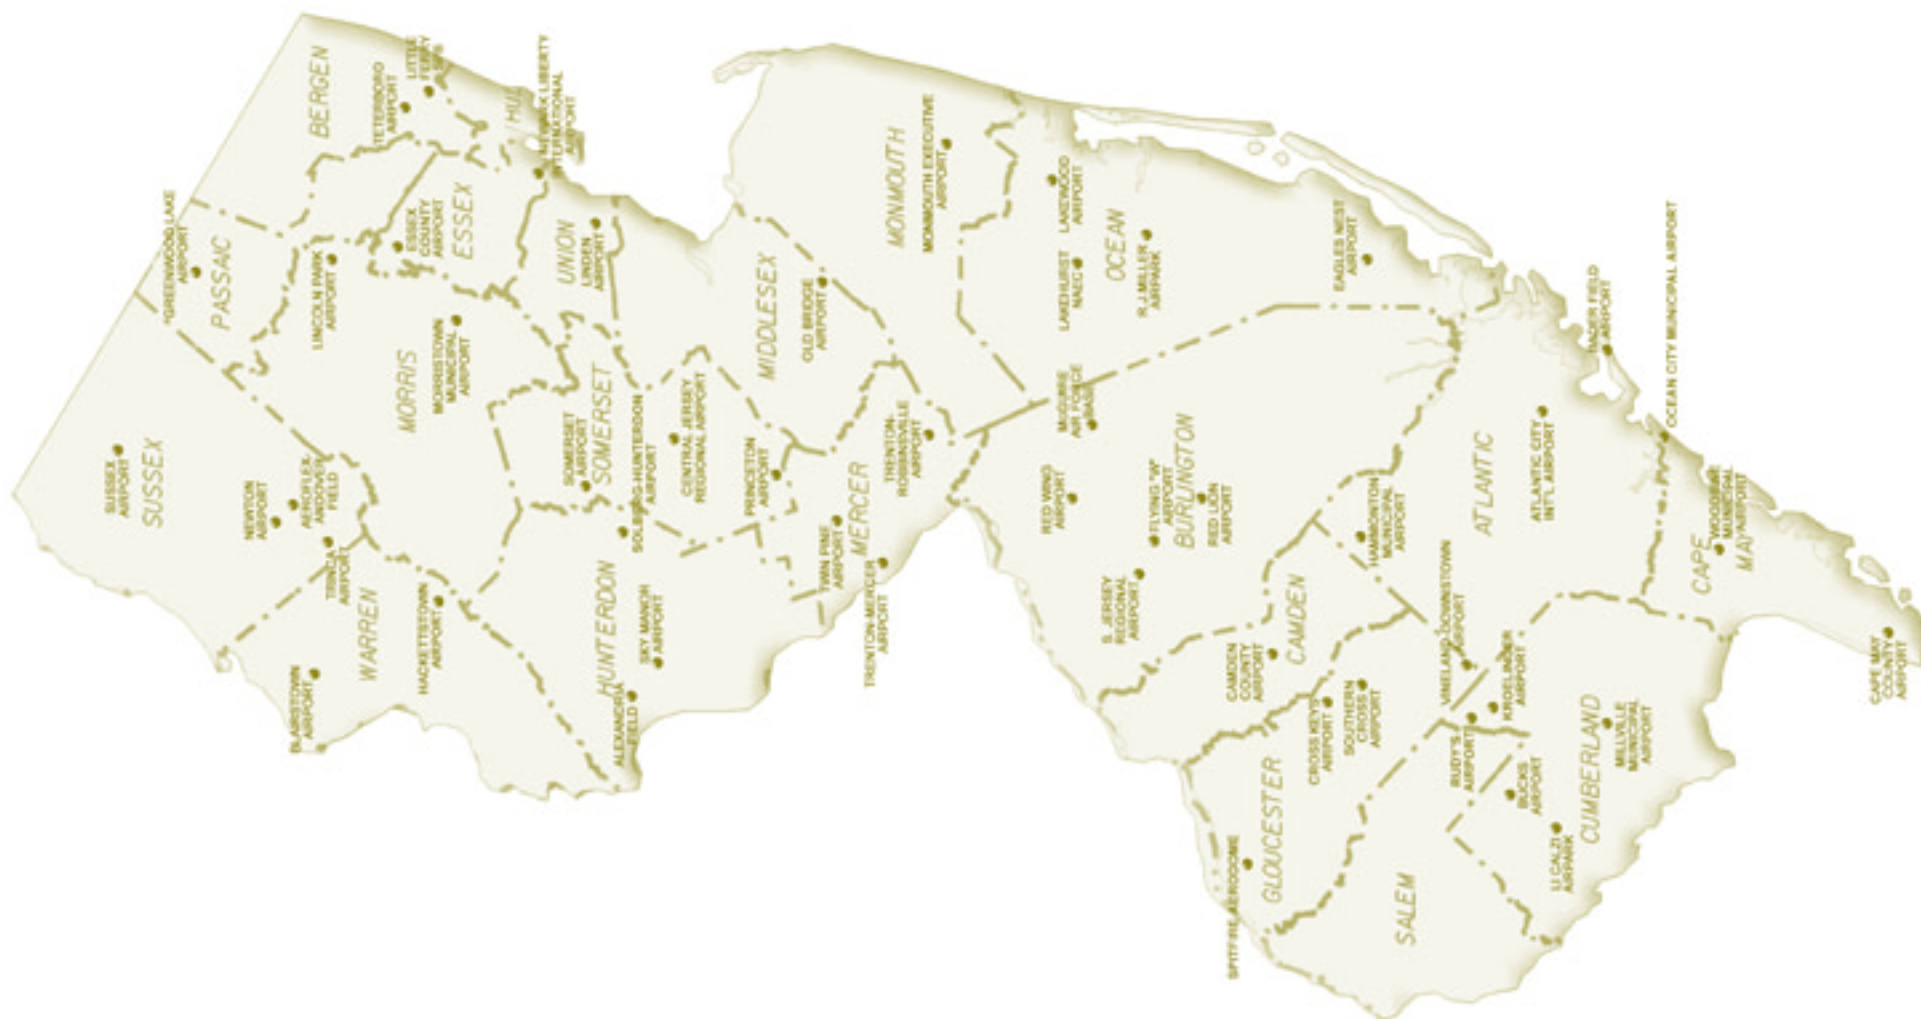 SUSSEX
AIRPORT
SUSSEX
*GREENWOOD LAKE
AIRPORT
PASSAIC
BERGEN
TETERBORO
AIRPORT
LITTLE
FERRY
NEWTON
AIRPORT
AEROFLEX-
ANDOVER
FIELD
TRINCA
AIRPORT
LINCOLN PARK
AIRPORT
ESSEX
COUNTY
AIRPORT
ESSEX
LIBERTY
INTERNATIONAL
AIRPORT
BLAIRSTOWN
AIRPORT
WARREN
HACKETTSTOWN
AIRPORT
MORRIS
MORRISTOWN
MUNICIPAL
AIRPORT
UNION
LINDEN
AIRPORT
SOMERSET
AIRPORT
SOMERSET
SOLBERG-HUNTERDON
AIRPORT
HUNTERDON
SKY MANOR
AIRPORT
ALEXANDRIA
FIELD
CENTRAL JERSEY
REGIONAL AIRPORT
PRINCETON
AIRPORT
MIDDLESEX
OLD BRIDGE
AIRPORT
TWIN PINE
AIRPORT
MERCER
TRENTON-MERCER
AIRPORT
TRENTON-
ROBBINSVILLE
AIRPORT
MONMOUTH
MONMOUTH EXECUTIVE
AIRPORT
LAKEWOOD
AIRPORT
LAKEHURST
NAEC
OCEAN
R.J.MILLER
AIRPARK
EAGLES NEST
AIRPORT
McGUIRE
AIR FORCE
BASE
RED WING
AIRPORT
FLYING "W"
AIRPORT
BURLINGTON
RED LION
AIRPORT
S. JERSEY
REGIONAL
AIRPORT
CAMDEN
COUNTY
AIRPORT
CAMDEN
HAMMONTON
MUNICIPAL
AIRPORT
ATLANTIC
ATLANTIC CITY
INT'L AIRPORT
BADER FIELD
AIRPORT
OCEAN CITY MUNICIPAL AIRPORT
WOODBINE
MUNICIPAL
AIRPORT
CAPE
MAY
CAPE MAY
COUNTY
AIRPORT
SPITFIRE AERODOME
GLOUCESTER
CROSS KEYS
AIRPORT
SOUTHERN
CROSS
AIRPORT
VINELAND-DOWNSTOWN
AIRPORT
KROELINGER
AIRPORT
RUDY'S
AIRPORT
BUCKS
AIRPORT
SALEM
LI CALZI
AIRPARK
CUMBERLAND
MILLVILLE
MUNICIPAL
AIRPORT